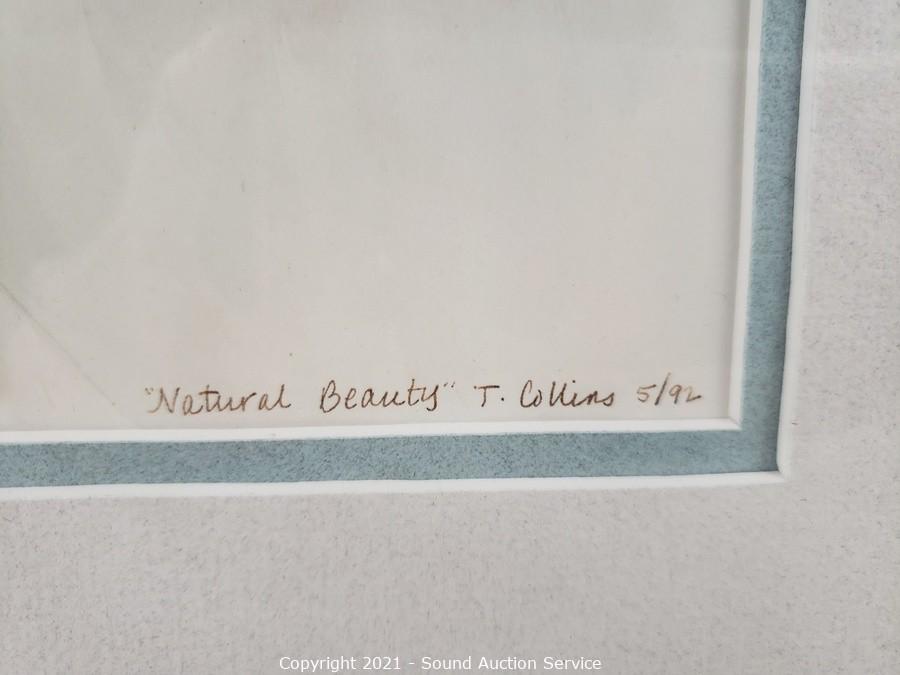 "Natural Beauty" T. Collins 5/92
Copyright 2021 - Sound Auction Service